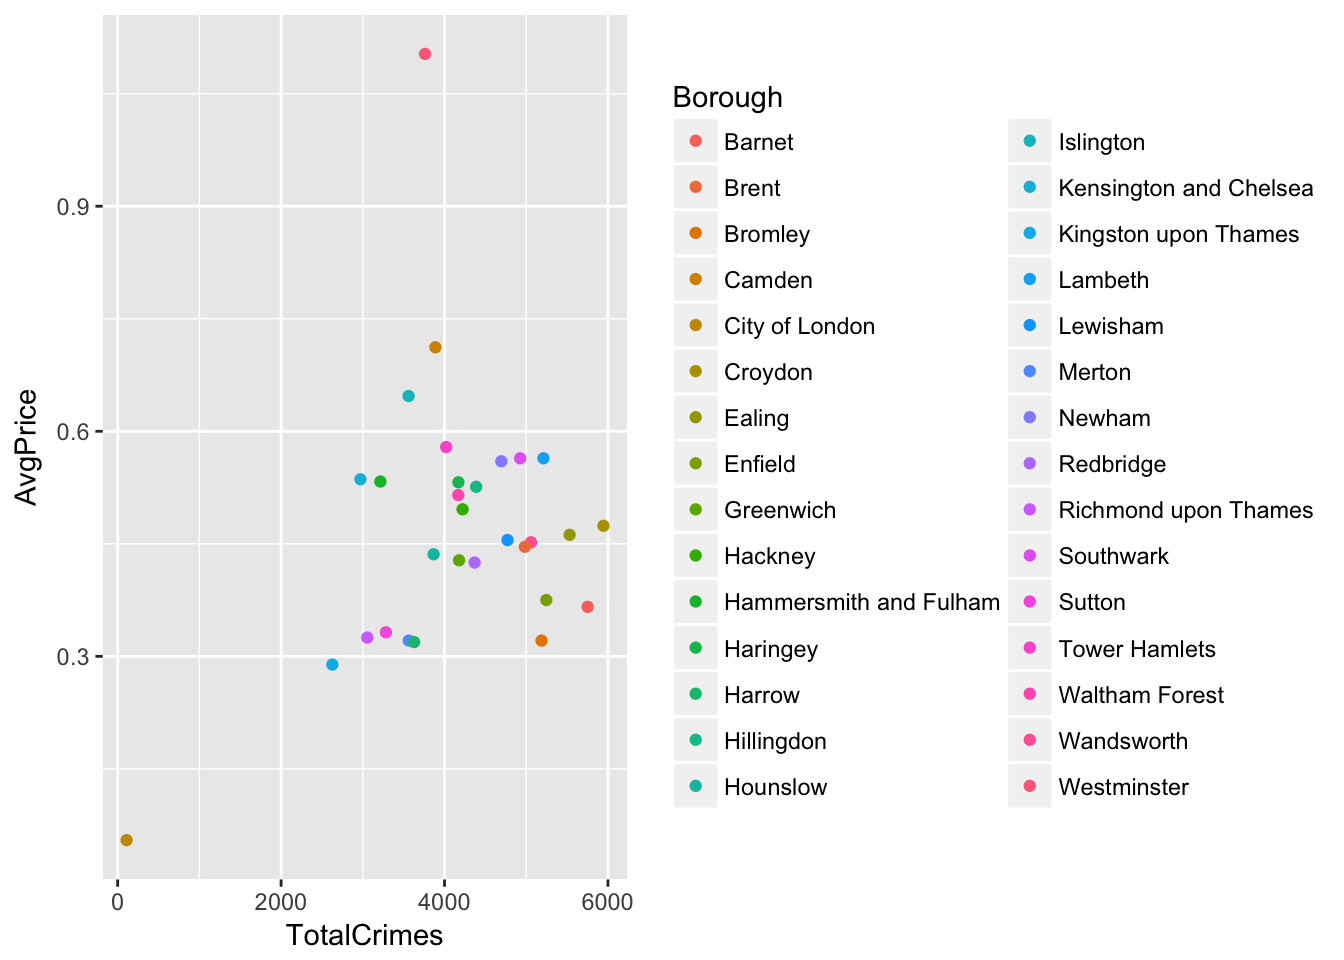 AvgPrice
0.9
0.6
0.3
0
2000
4000
6000
TotalCrimes
Borough
Barnet
Brent
Bromley
Camden
City of London
Croydon
Ealing
Enfield
Greenwich
Hackney
Hammersmith and Fulham
Haringey
Harrow
Hillingdon
Hounslow
Islington
Kensington and Chelsea
Kingston upon Thames
Lambeth
Lewisham
Merton
Newham
Redbridge
Richmond upon Thames
Southwark
Sutton
Tower Hamlets
Waltham Forest
Wandsworth
Westminster